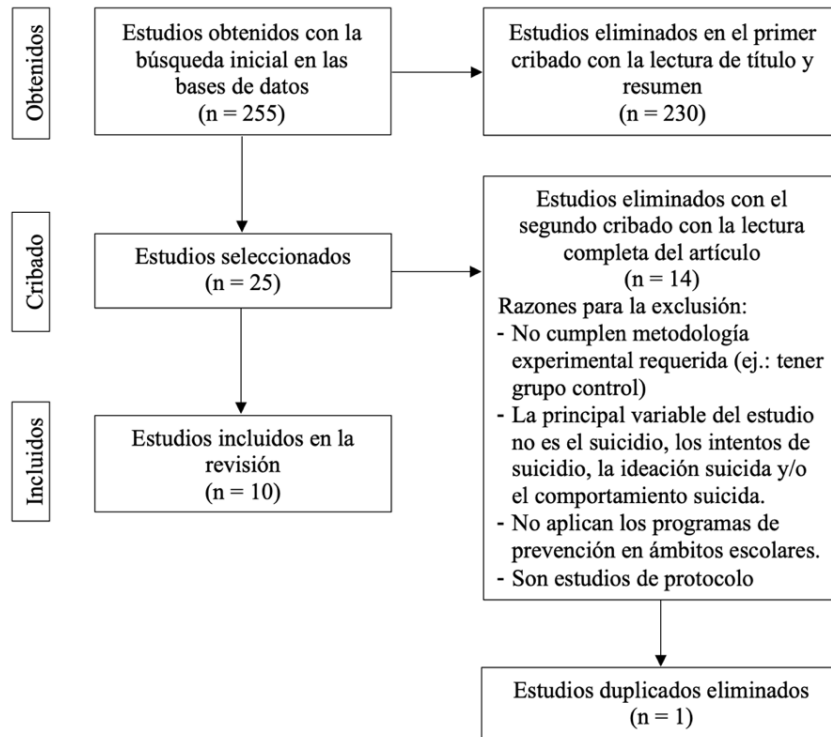 Obtenidos
Estudios obtenidos con la
búsqueda inicial en las
bases de datos
(n = 255)
Estudios eliminados en el primer
cribado con la lectura de título y
resumen
(n = 230)
Cribado
Estudios seleccionados
(n = 25)
Estudios eliminados con el
segundo cribado con la lectura
completa del artículo
(n = 14)
Razones para la exclusión:
- No cumplen metodología
experimental requerida (ej.: tener
grupo control)
- La principal variable del estudio
no es el suicidio, los intentos de
suicidio, la ideación suicida y/o
el comportamiento suicida.
- No aplican los programas de
prevención en ámbitos escolares.
- Son estudios de protocolo
Incluidos
Estudios incluidos en la
revisión
(n = 10)
Estudios duplicados eliminados
(n = 1)